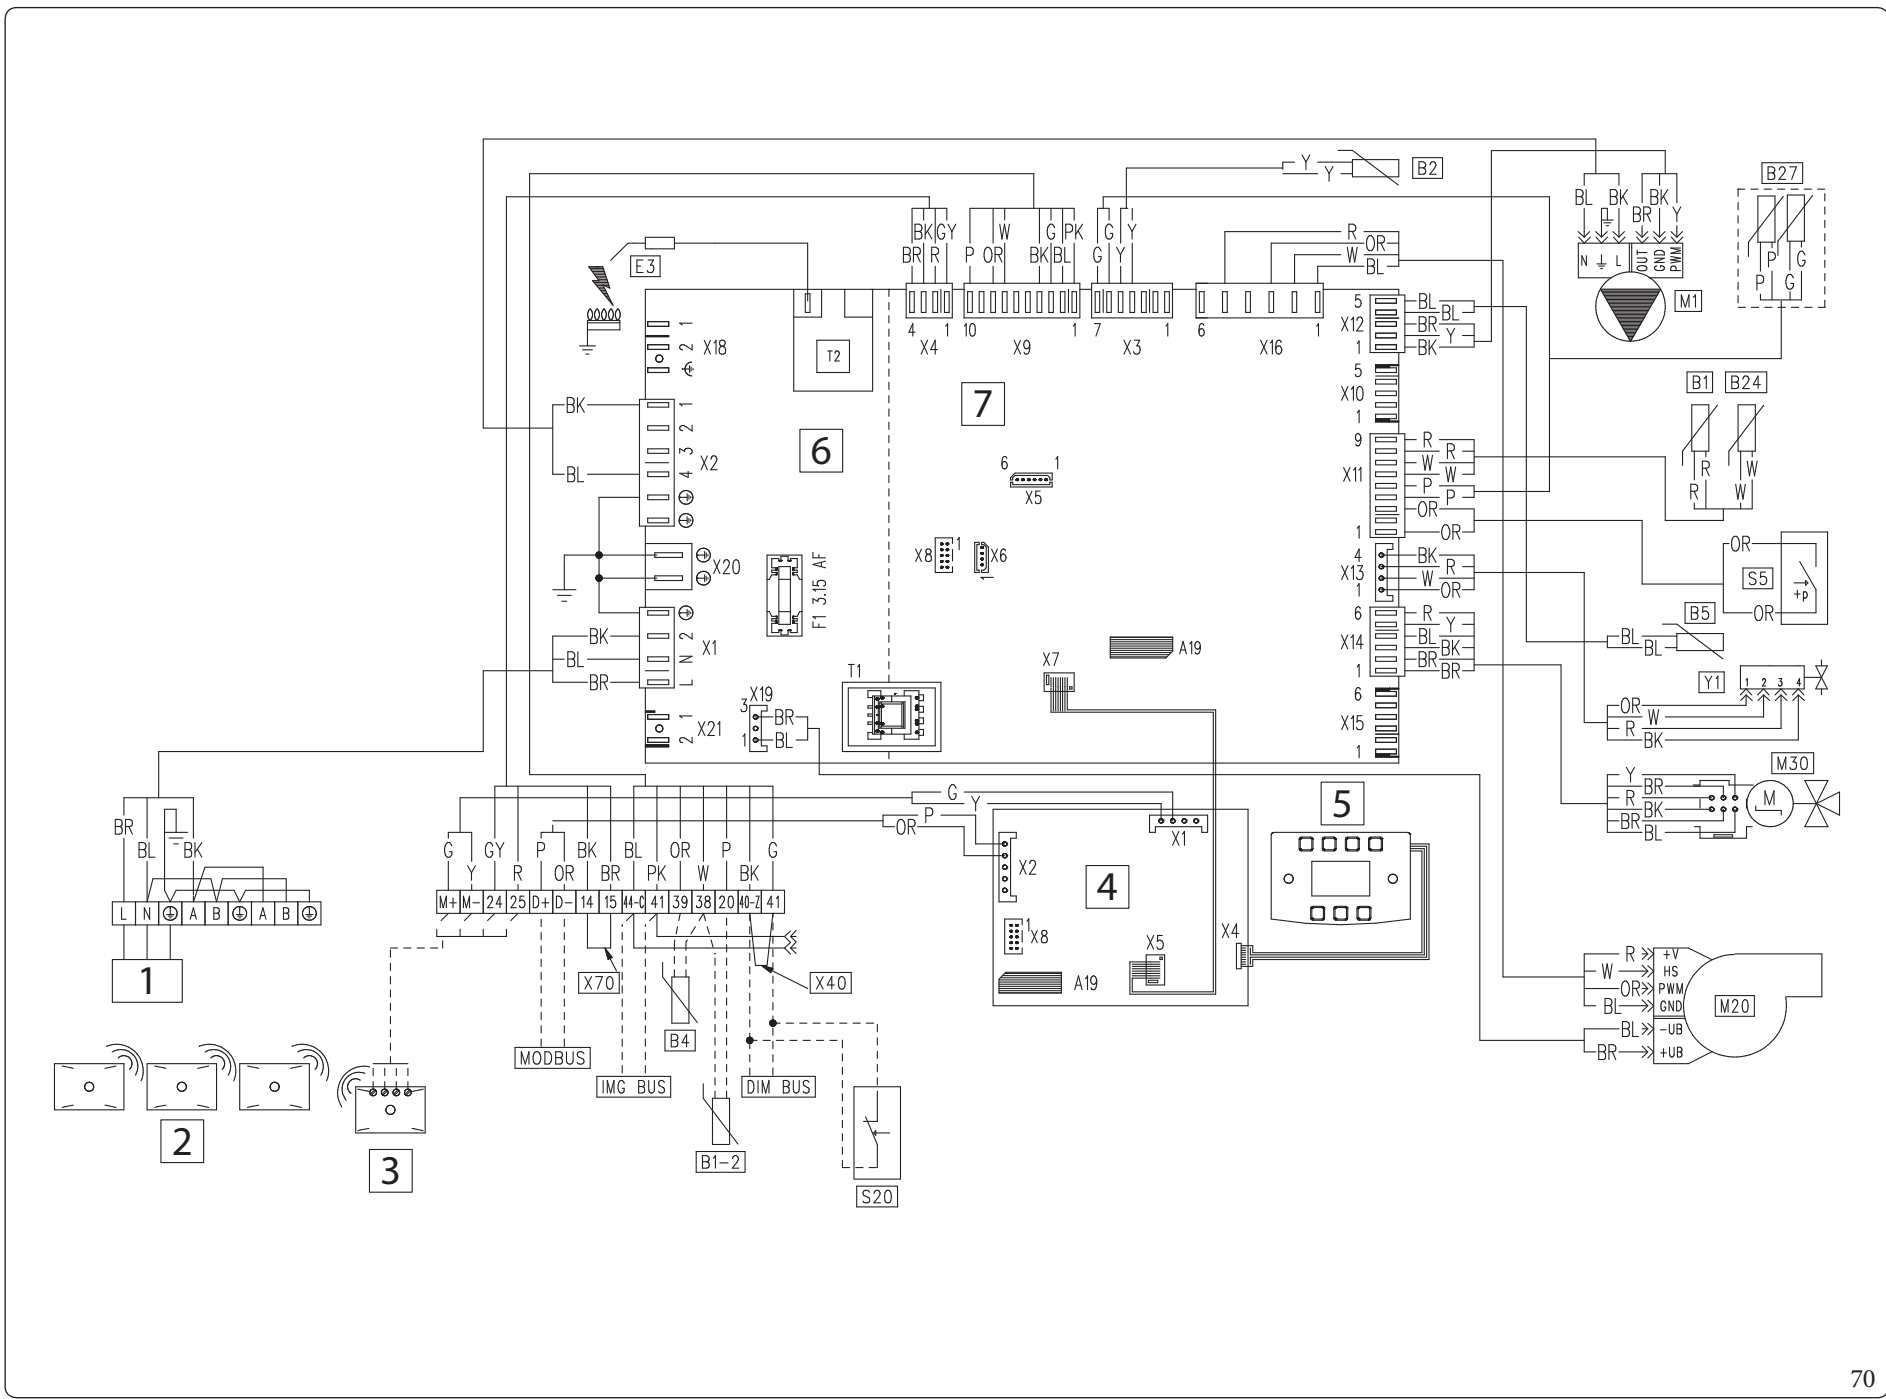 B2
Y
Y
B27
BL BK BR BK Y
N L OUT GND PWM
M1
P G
P G
E3
BK GY
BR R
W G PK
P OR BK BL
G Y
G Y
R
OR
W
BL
4 1 10 1 7 1 6 1
X4 X9 X3 X16
T2
1
2
X18
5
X12
1
BL
BL
BR
Y
BK
5
X10
1
B1 B24
R W
R W
7
6
BK
BL
1
2
3
4
X2
9
X11
1
R
R
W
W
P
P
OR
OR
6 1
X5
X8 1
X6
1
X20
F1 3.15 AF
4
X13
1
BK
R
W
OR
OR
S5
+p
OR
B5
BL
BL
BK
BL
BR
2
N
L
X1
6
X14
1
R
Y
BL
BK
BR
BR
A19
X7
T1
Y1
1 2 3 4
OR
W
R
BK
X19
3
1
BR
BL
1
2
X21
6
X15
1
M30
Y
BR
R
BK
BR
BL
M
BR BL BK
L N A B A B
1
G
Y
P
OR
G GY P BK BL OR P G
Y R OR BR PK W BK
M+ M- 24 25 D+ D- 14 15 44-C 41 39 38 20 40-Z 41
X70
X40
B4
MODBUS
IMG BUS
DIM BUS
B1-2
S20
X1
X2
4
X8 1
A19
X5
X4
5
R
W
OR
BL
BL
BR
+V
HS
PWM
GND
-UB
+UB
M20
2
3
70